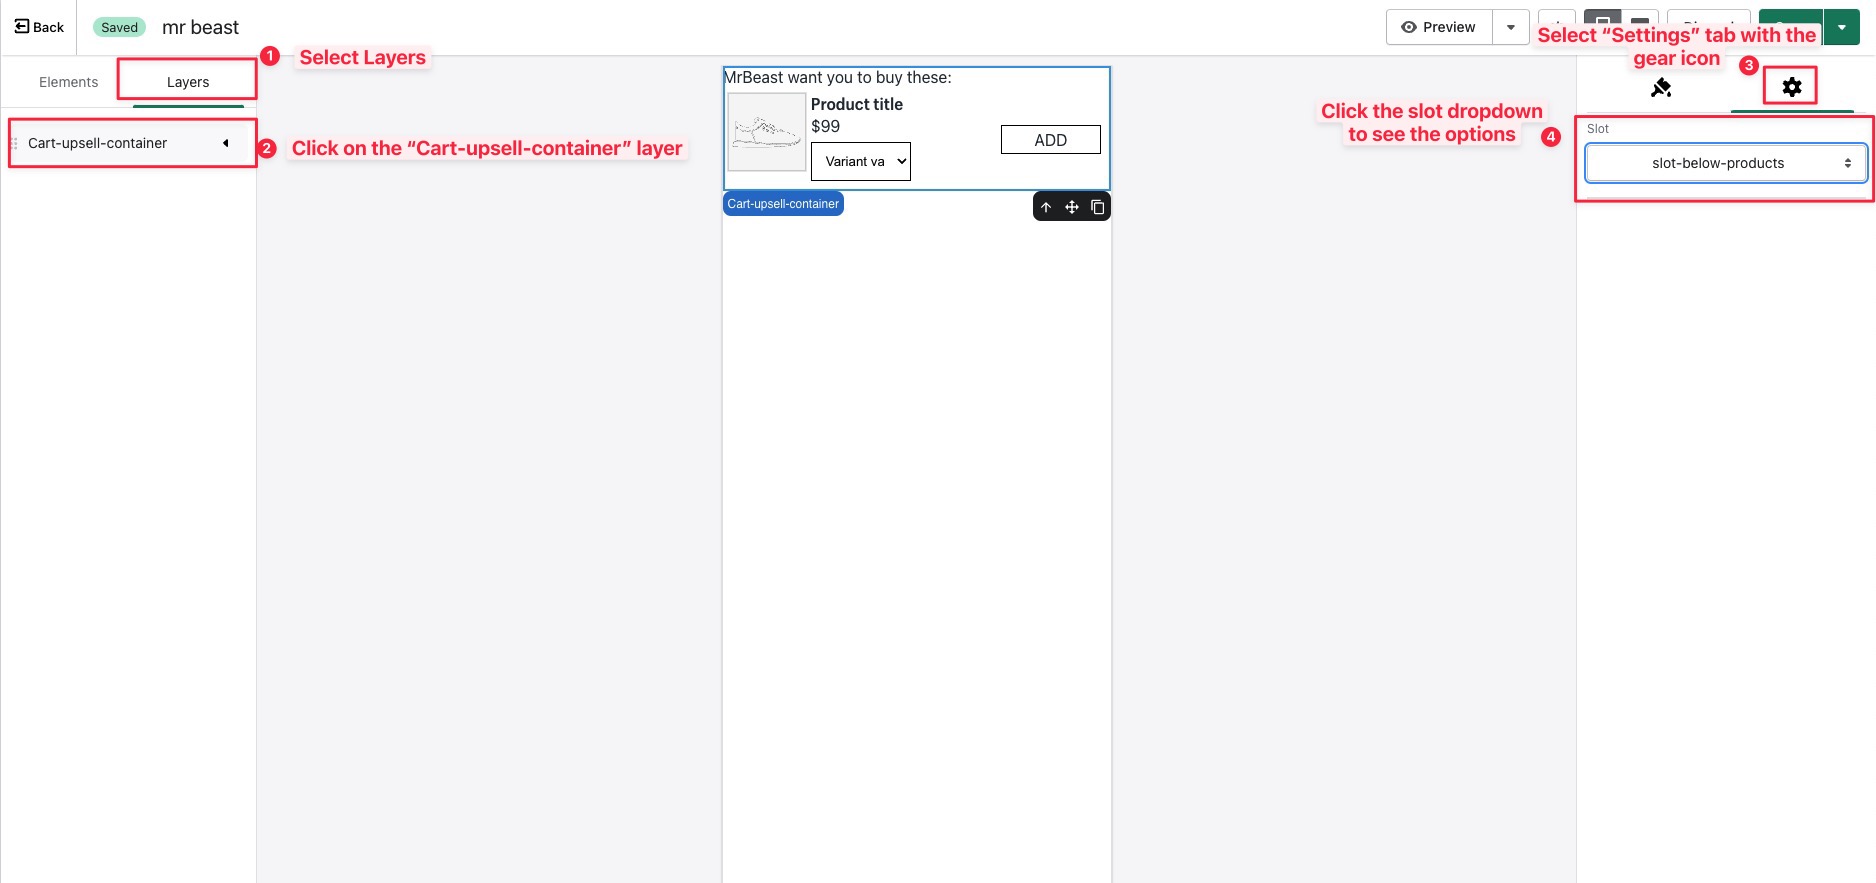 Back
Saved
mr beast
Preview
Select “Settings” tab with the
gear icon
3
1
Select Layers
Elements
Layers
Cart-upsell-container
2
Click on the “Cart-upsell-container” layer
MrBeast want you to buy these:
Product title
$99
Variant va
ADD
Cart-upsell-container
Click the slot dropdown
to see the options
4
Slot
slot-below-products